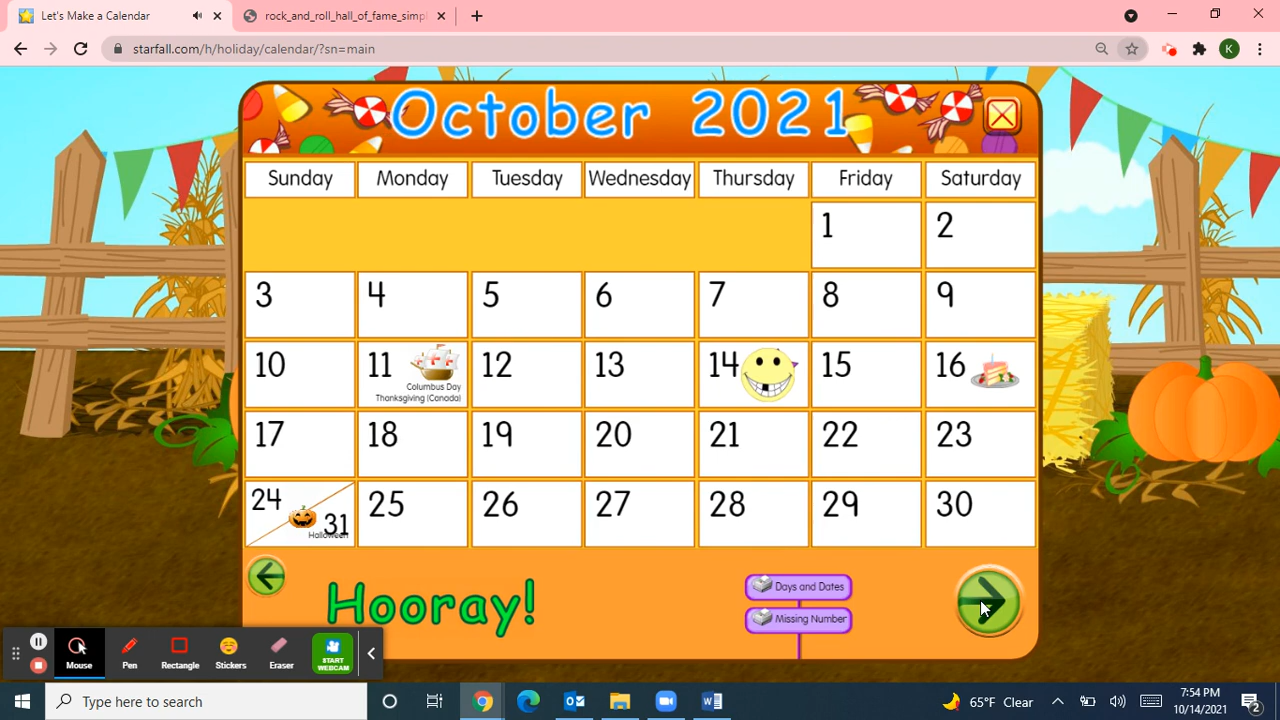 Let's Make a Calendar
rock_and_roll_hall_of_fame_simpl
starfall.com/h/holiday/calendar/?sn=main
K
October 2021
Sunday Monday Tuesday Wednesday Thursday Friday Saturday
1 2
3 4 5 6 7 8 9
10 11 12 13 14 15 16
Columbus Day
Thanksgiving (Canada)
17 18 19 20 21 22 23
24 31 25 26 27 28 29 30
Halloween
Hooray!
Days and Dates
Missing Number
Mouse Pen Rectangle Stickers Eraser START WEBCAM
Type here to search
65°F Clear
7:54 PM
10/14/2021
2